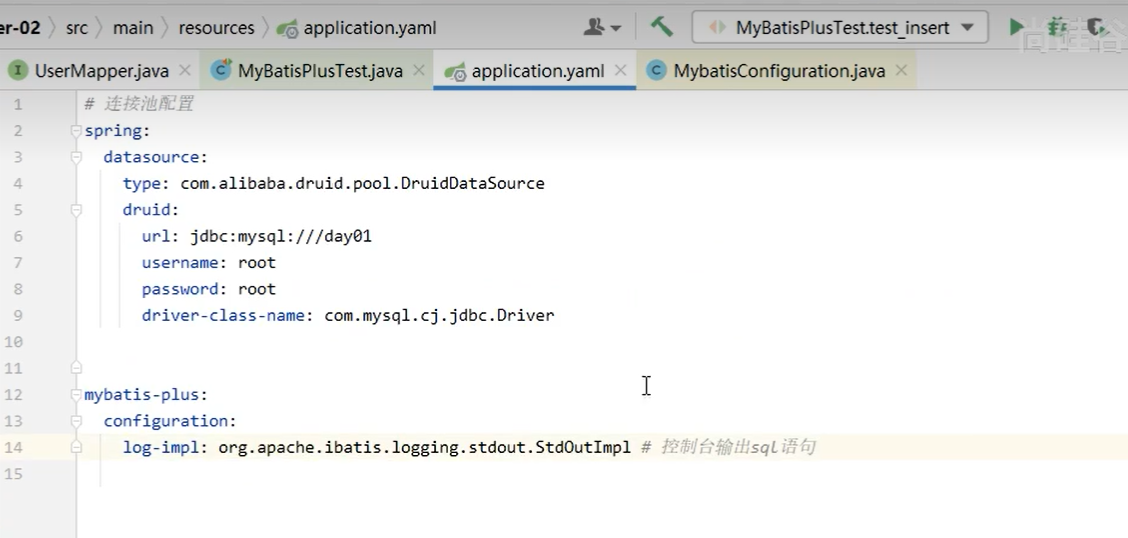 er-02 src main resources application.yaml MyBatisPlusTest.test_insert
尚硅谷
UserMapper.java MyBatisPlusTest.java application.yaml MybatisConfiguration.java
1 # 连接池配置
2 spring:
3 datasource:
4 type: com.alibaba.druid.pool.DruidDataSource
5 druid:
6 url: jdbc:mysql:///day01
7 username: root
8 password: root
9 driver-class-name: com.mysql.cj.jdbc.Driver
10
11
12 mybatis-plus:
13 configuration:
14 log-impl: org.apache.ibatis.logging.stdout.StdOutImpl # 控制台输出sql语句
15